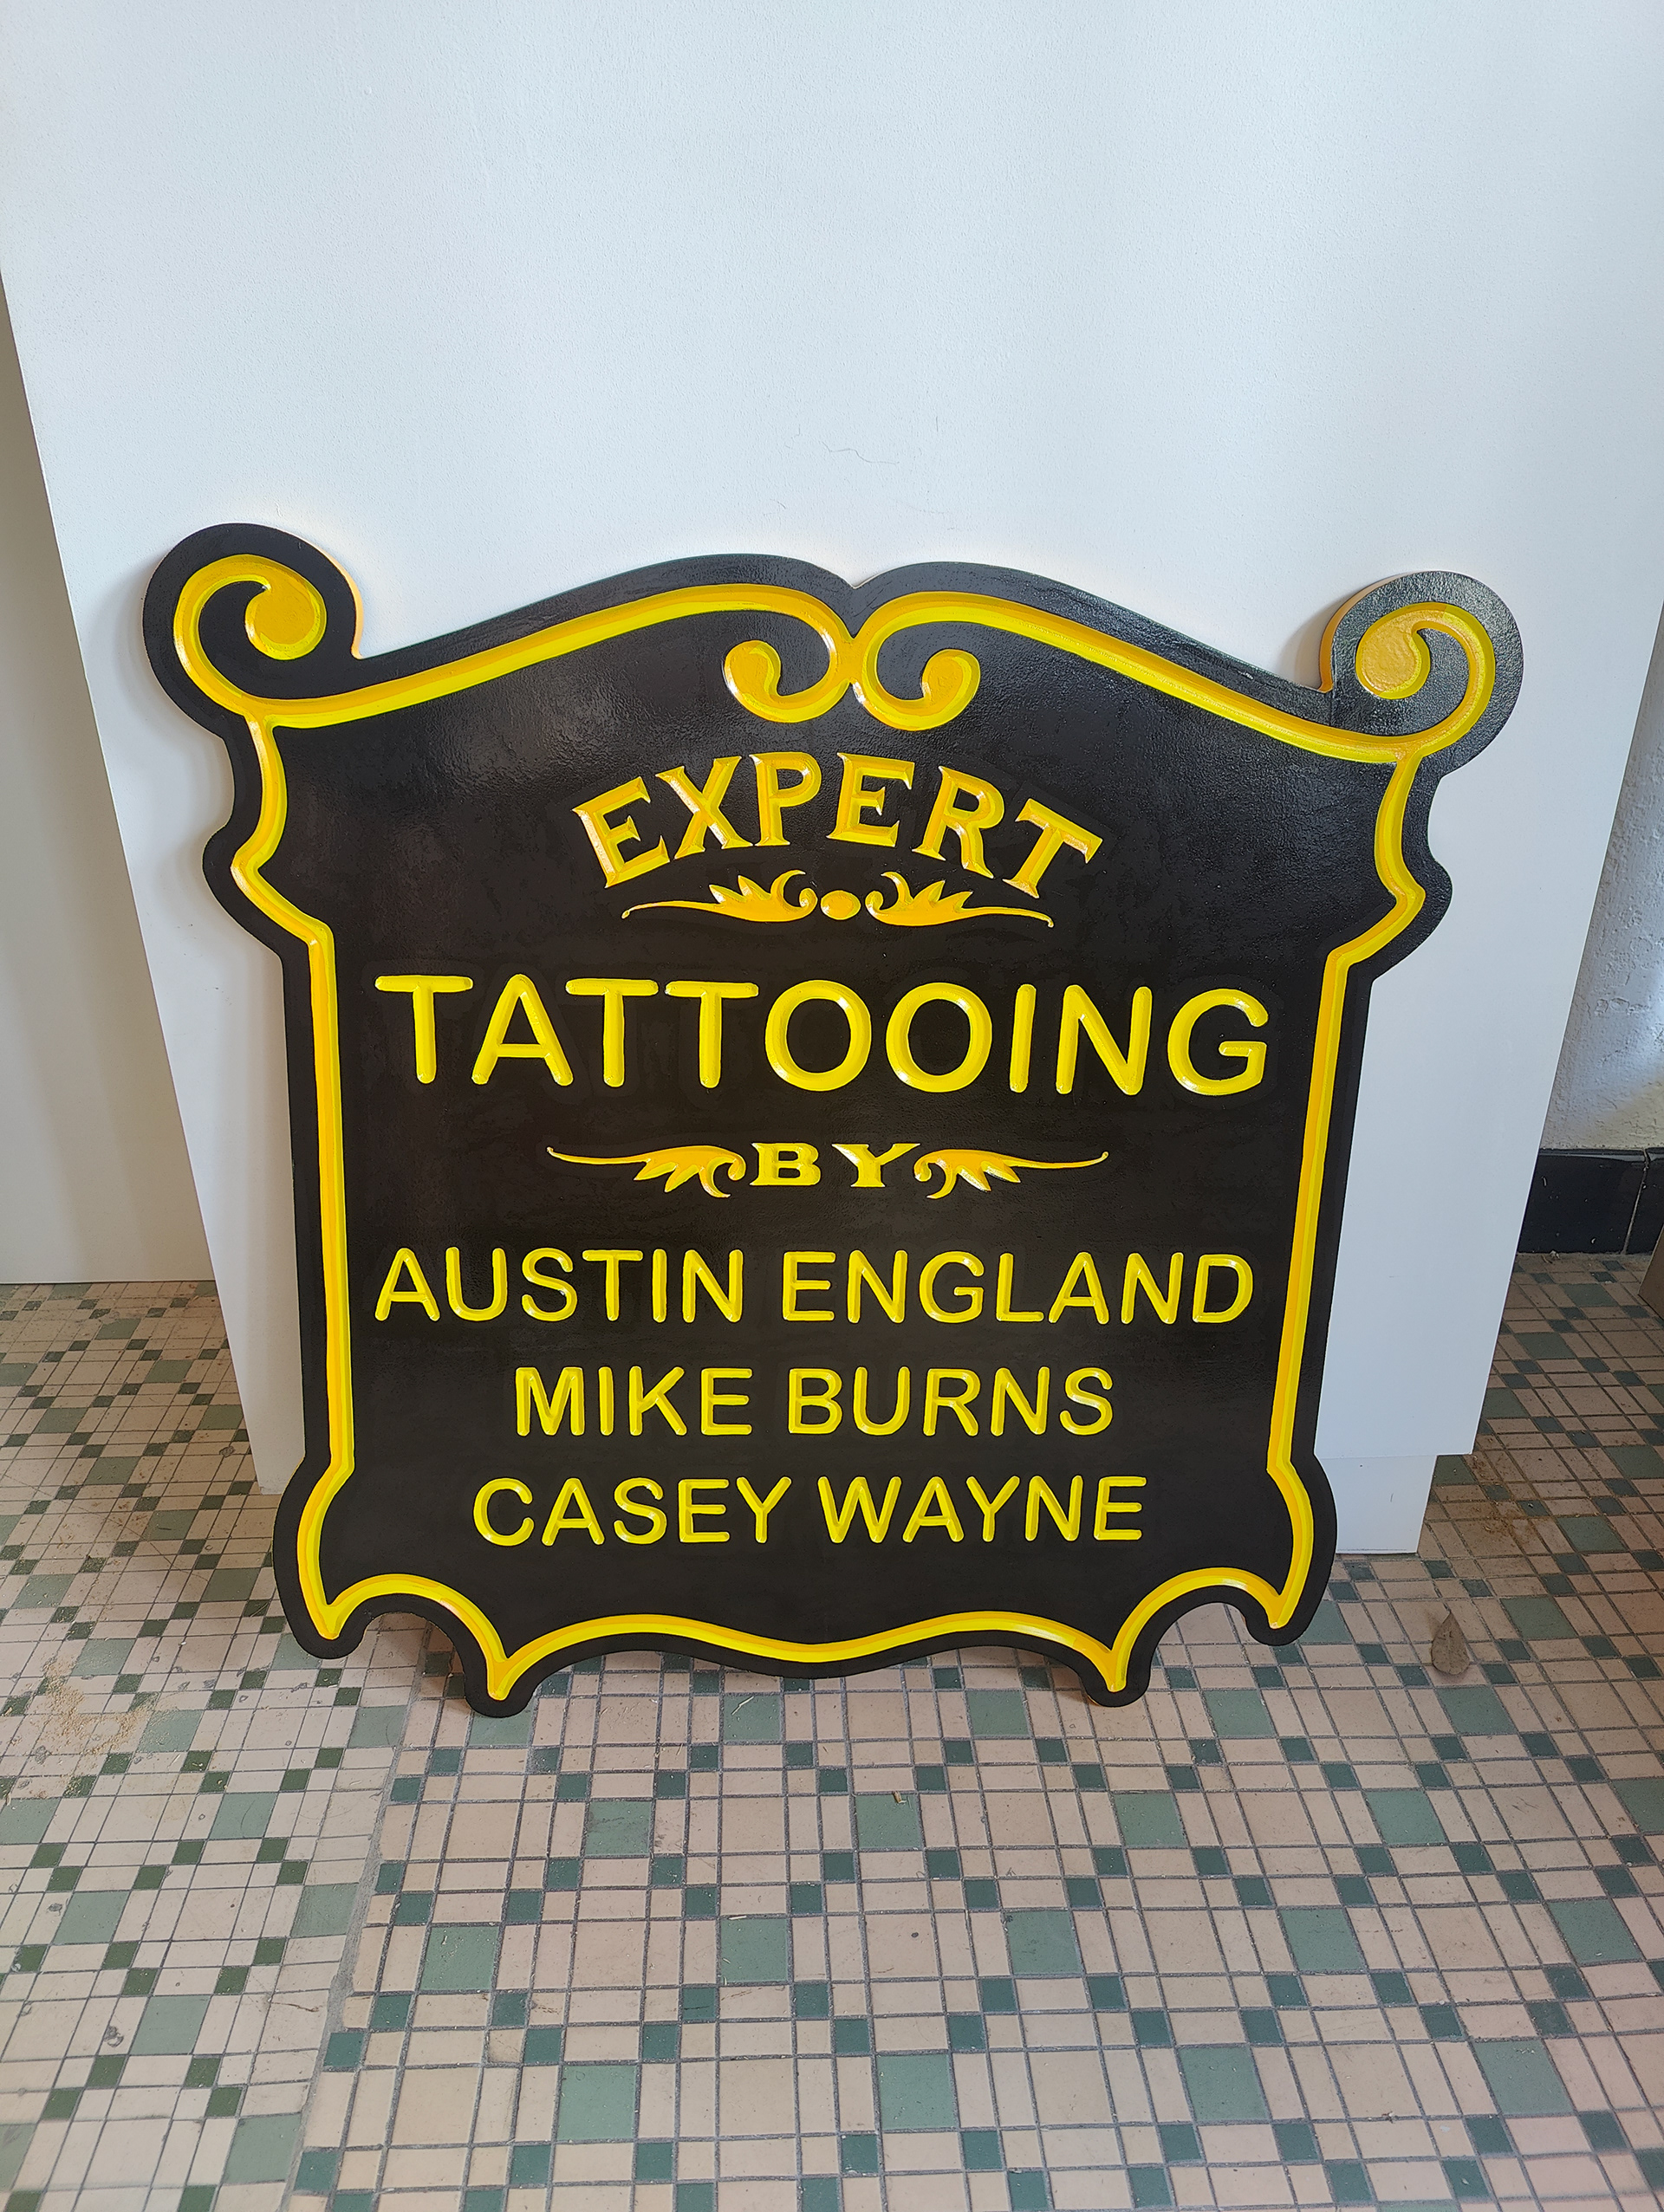 EXPERT
TATTOOING
BY
AUSTIN ENGLAND
MIKE BURNS
CASEY WAYNE